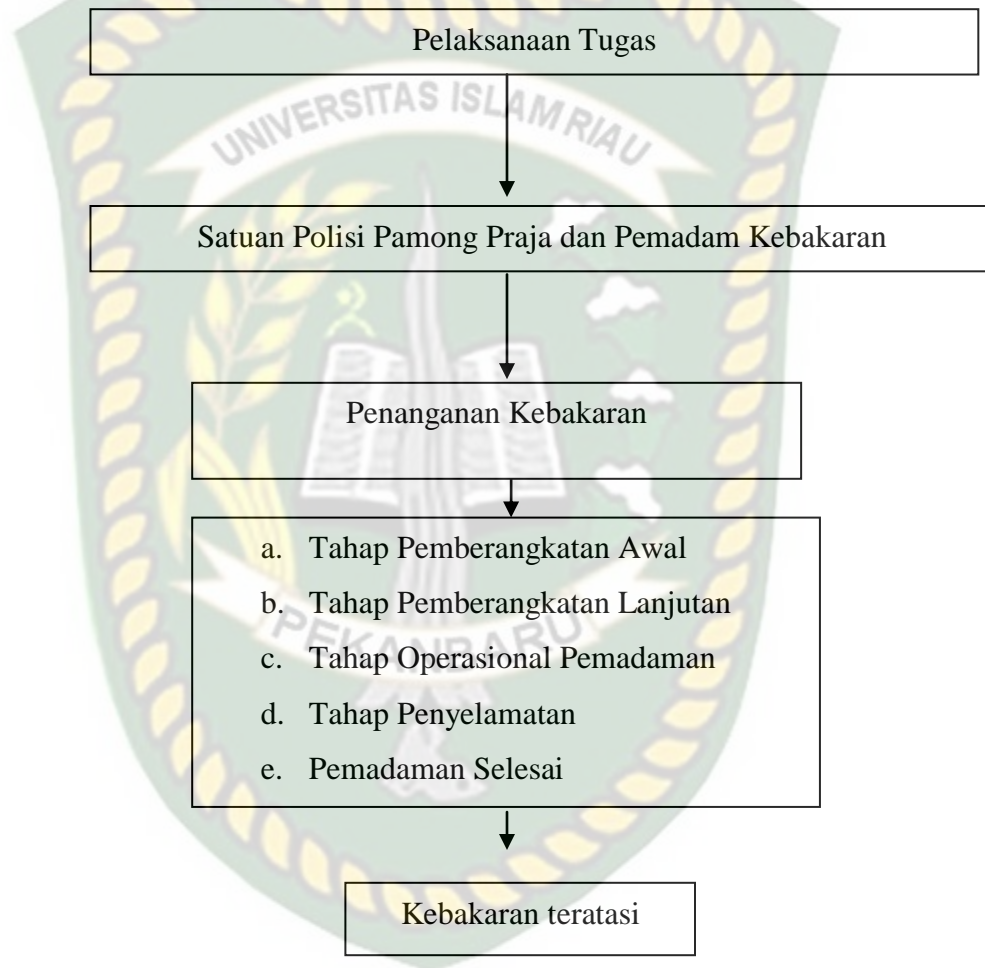 Pelaksanaan Tugas
UNIVERSITAS ISLAM RIAU
Satuan Polisi Pamong Praja dan Pemadam Kebakaran
Penanganan Kebakaran
a. Tahap Pemberangkatan Awal
b. Tahap Pemberangkatan Lanjutan
PEKANBARU
c. Tahap Operasional Pemadaman
d. Tahap Penyelamatan
e. Pemadaman Selesai
Kebakaran teratasi